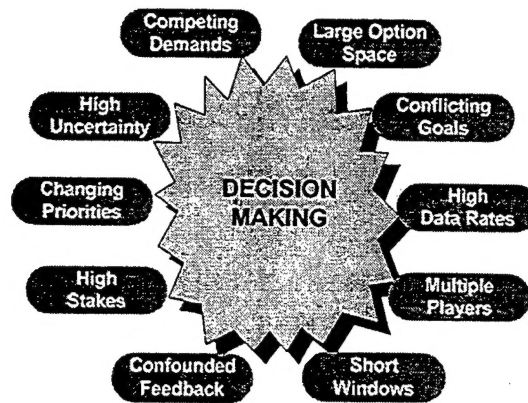 Competing
Demands
Large Option
Space
High
Uncertainty
Conflicting
Goals
DECISION
MAKING
Changing
Priorities
High
Data Rates
High
Stakes
Multiple
Players
Confounded
Feedback
Short
Windows